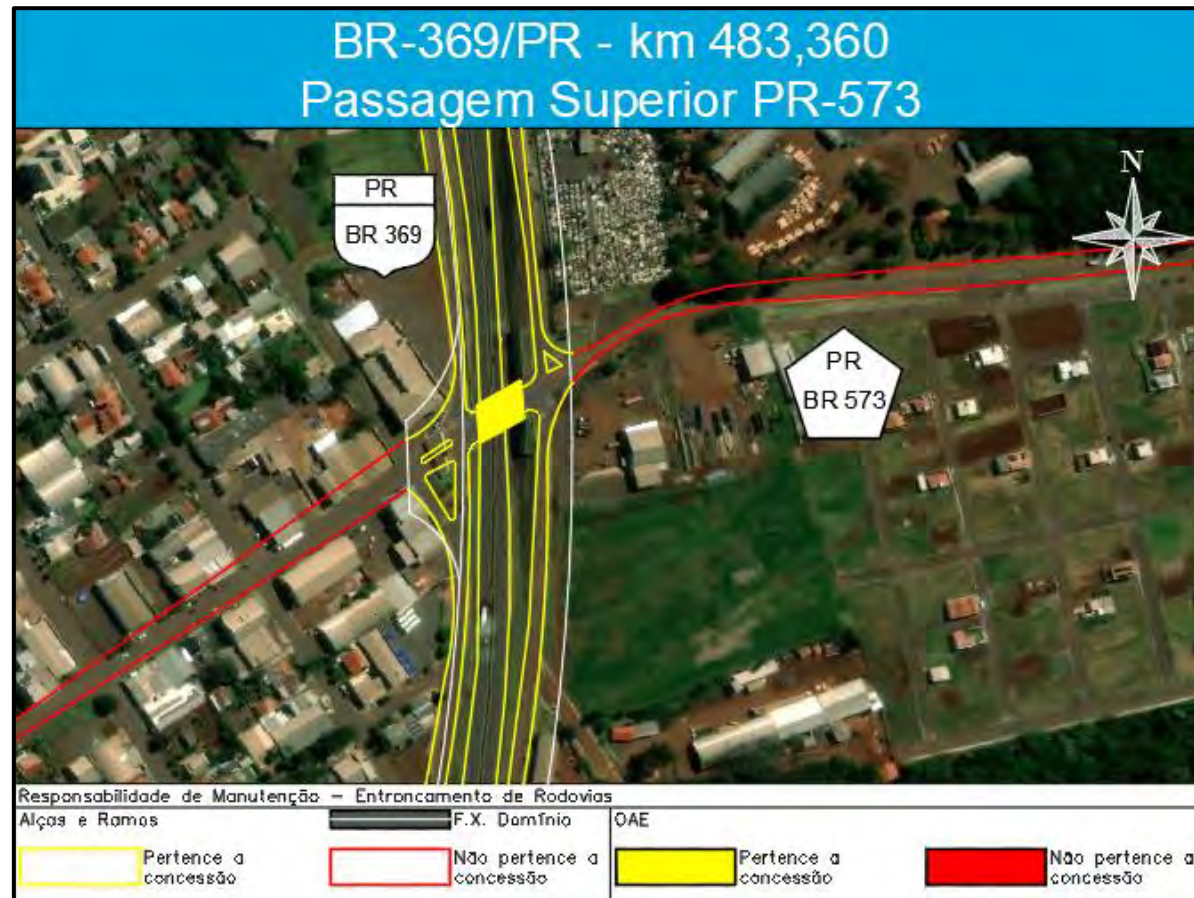 BR-369/PR - km 483,360
Passagem Superior PR-573
N
PR
BR 369
PR
BR 573
Responsabilidade de Manutenção – Entroncamento de Rodovias
Alças e Ramos
F.X. Domínio
OAE
Pertence a
concessão
Não pertence a
concessão
Pertence a
concessão
Não pertence a
concessão